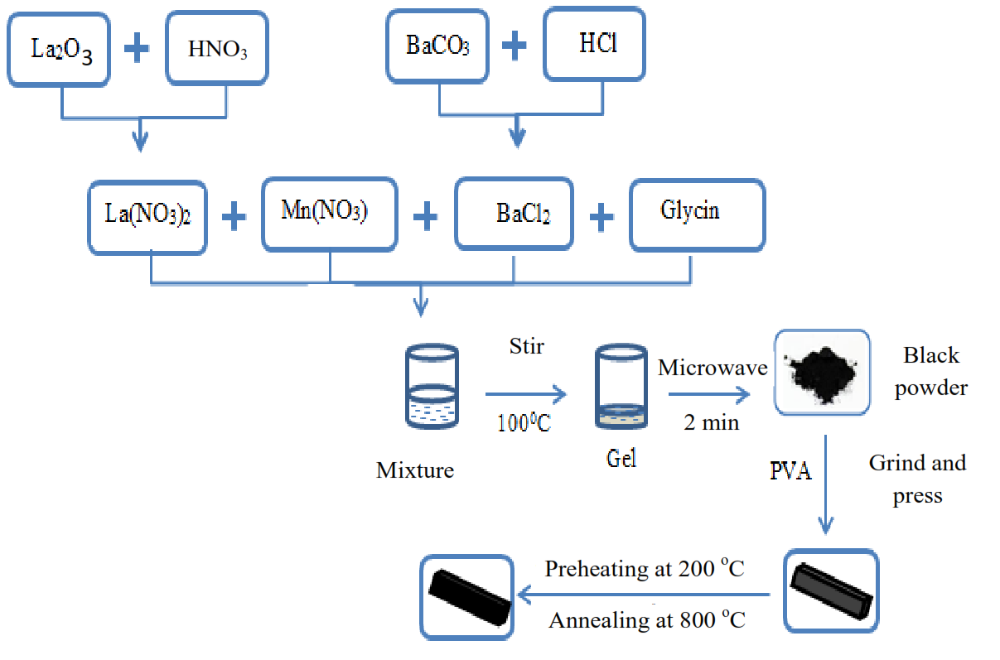 La₂O₃ + HNO₃
BaCO₃ + HCl
La(NO₃)₂ + Mn(NO₃) + BaCl₂ + Glycin
Stir
100⁰C
Mixture
Gel
Microwave
2 min
Black
powder
PVA
Grind and
press
Preheating at 200 ᵒC
Annealing at 800 ᵒC